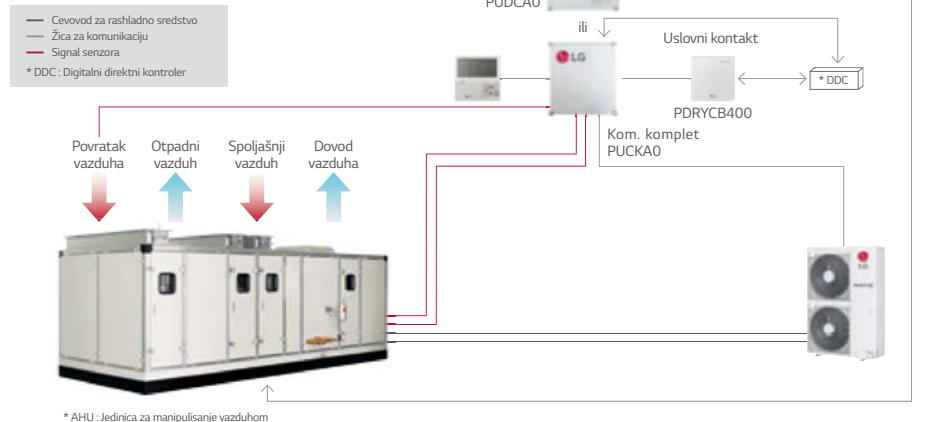 PUDCA0
Cevovod za rashladno sredstvo
Žica za komunikaciju
Signal senzora
* DDC : Digitalni direktni kontroler
ili
Uslovni kontakt
LG
* DDC
PDRYCB400
Kom. komplet
PUCKA0
Povratak
vazduha
Otpadni
vazduh
Spoljašnji
vazduh
Dovod
vazduha
LG
* AHU : Jedinica za manipulisanje vazduhom